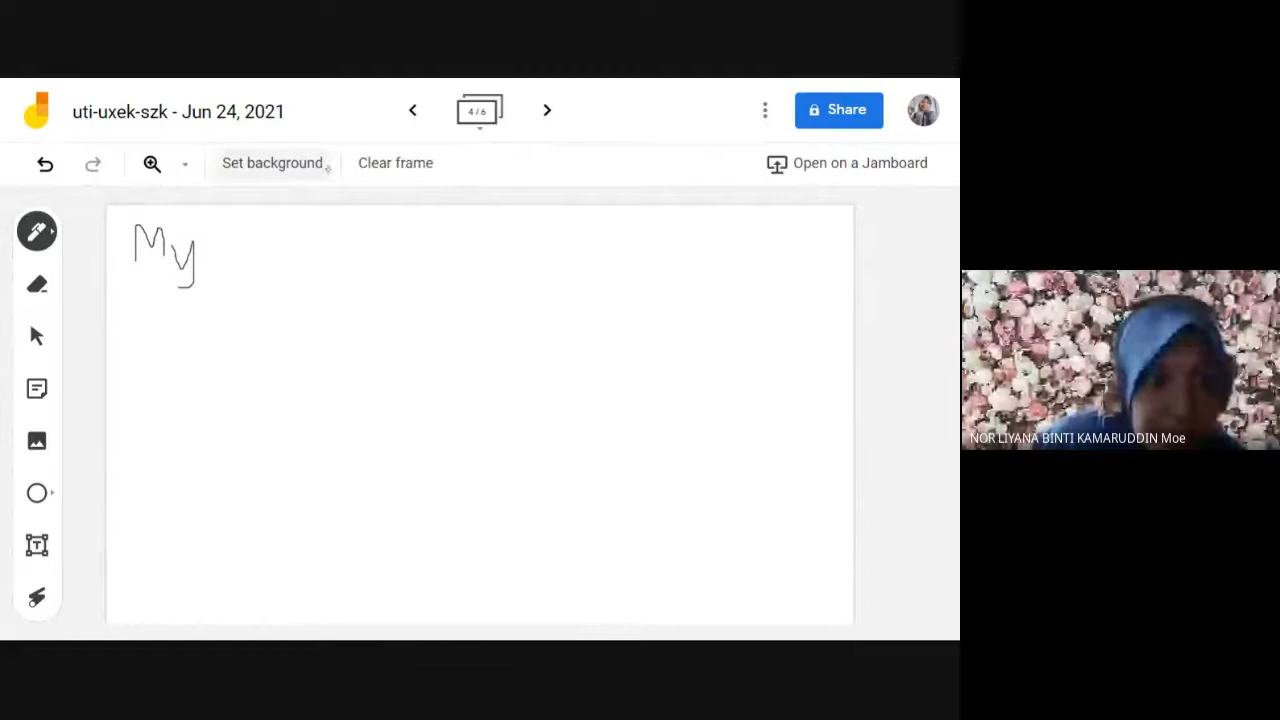 uti-uxek-szk - Jun 24, 2021
4/6
Share
Set background
Clear frame
Open on a Jamboard
My
T
NOR LIYANA BINTI KAMARUDDIN Moe